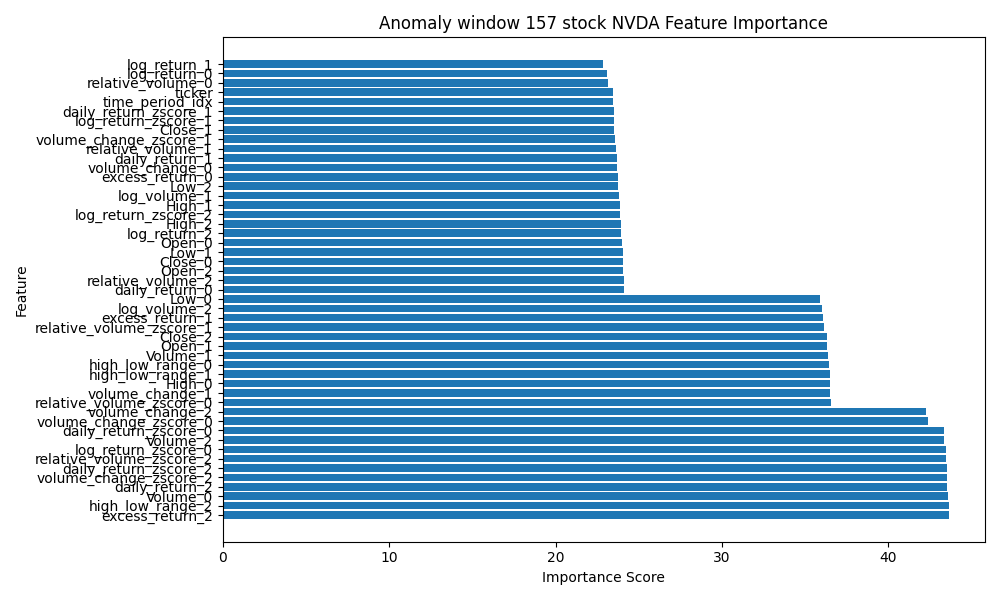 Anomaly window 157 stock NVDA Feature Importance
log_return_1
log_return_0
relative_volume_0
ticker
time_period_idx
daily_return_zscore_1
log_return_zscore_1
Close_1
volume_change_zscore_1
relative_volume_1
daily_return_1
volume_change_0
excess_return_0
Low_2
log_volume_1
High_1
log_return_zscore_2
High_2
log_return_2
Open_0
Low_1
Close_0
Open_2
relative_volume_2
daily_return_0
Low_0
log_volume_2
excess_return_1
relative_volume_zscore_1
Close_2
Open_1
Volume_1
high_low_range_0
high_low_range_1
High_0
volume_change_1
relative_volume_zscore_0
volume_change_2
volume_change_zscore_0
daily_return_zscore_0
Volume_2
log_return_zscore_0
relative_volume_zscore_2
daily_return_zscore_2
volume_change_zscore_2
daily_return_2
Volume_0
high_low_range_2
excess_return_2
Feature
0 10 20 30 40
Importance Score